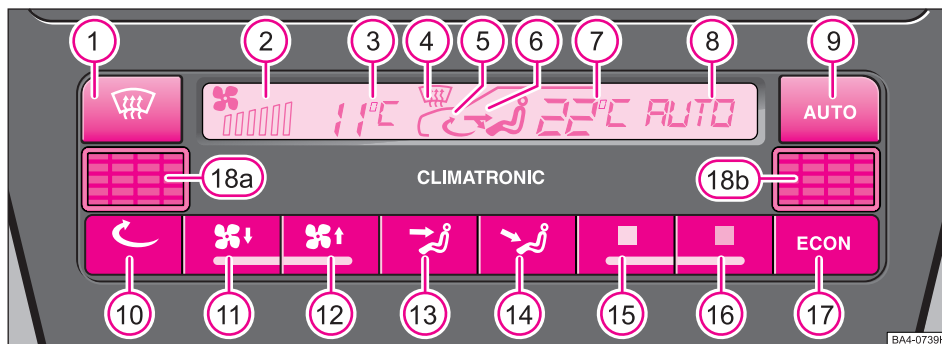 1 2 3 4 5 6 7 8 9
11°C 22°C AUTO
AUTO
18a CLIMATRONIC 18b
ECON
10 11 12 13 14 15 16 17
BA4-0739H